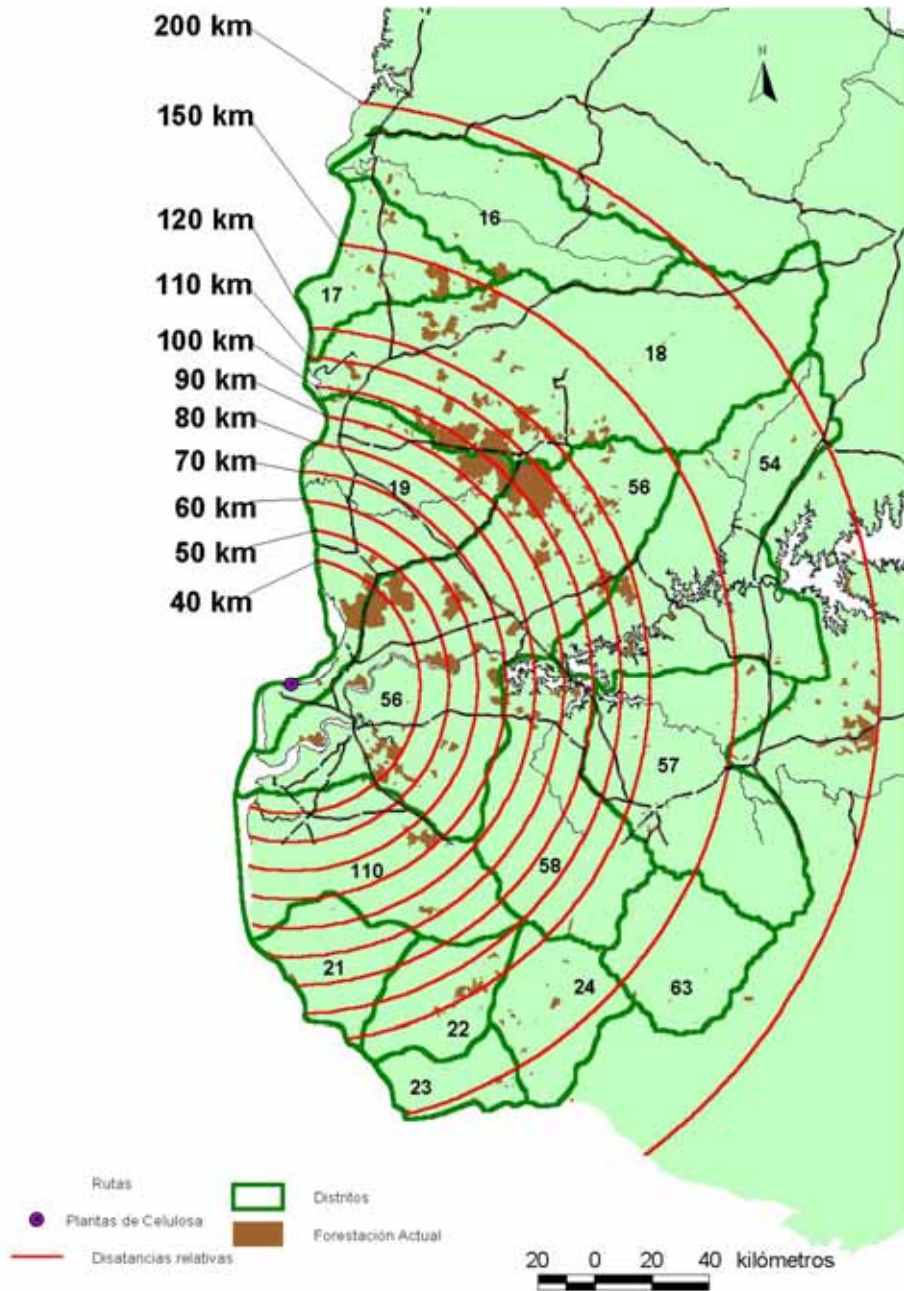 200 km
N
150 km
120 km
16
110 km
17
100 km
18
90 km
80 km
54
70 km
19
56
60 km
50 km
40 km
56
57
58
110
21
24
63
22
23
Rutas
Distritos
Plantas de Celulosa
Forestación Actual
Disatancias relativas
20 0 20 40 kilómetros